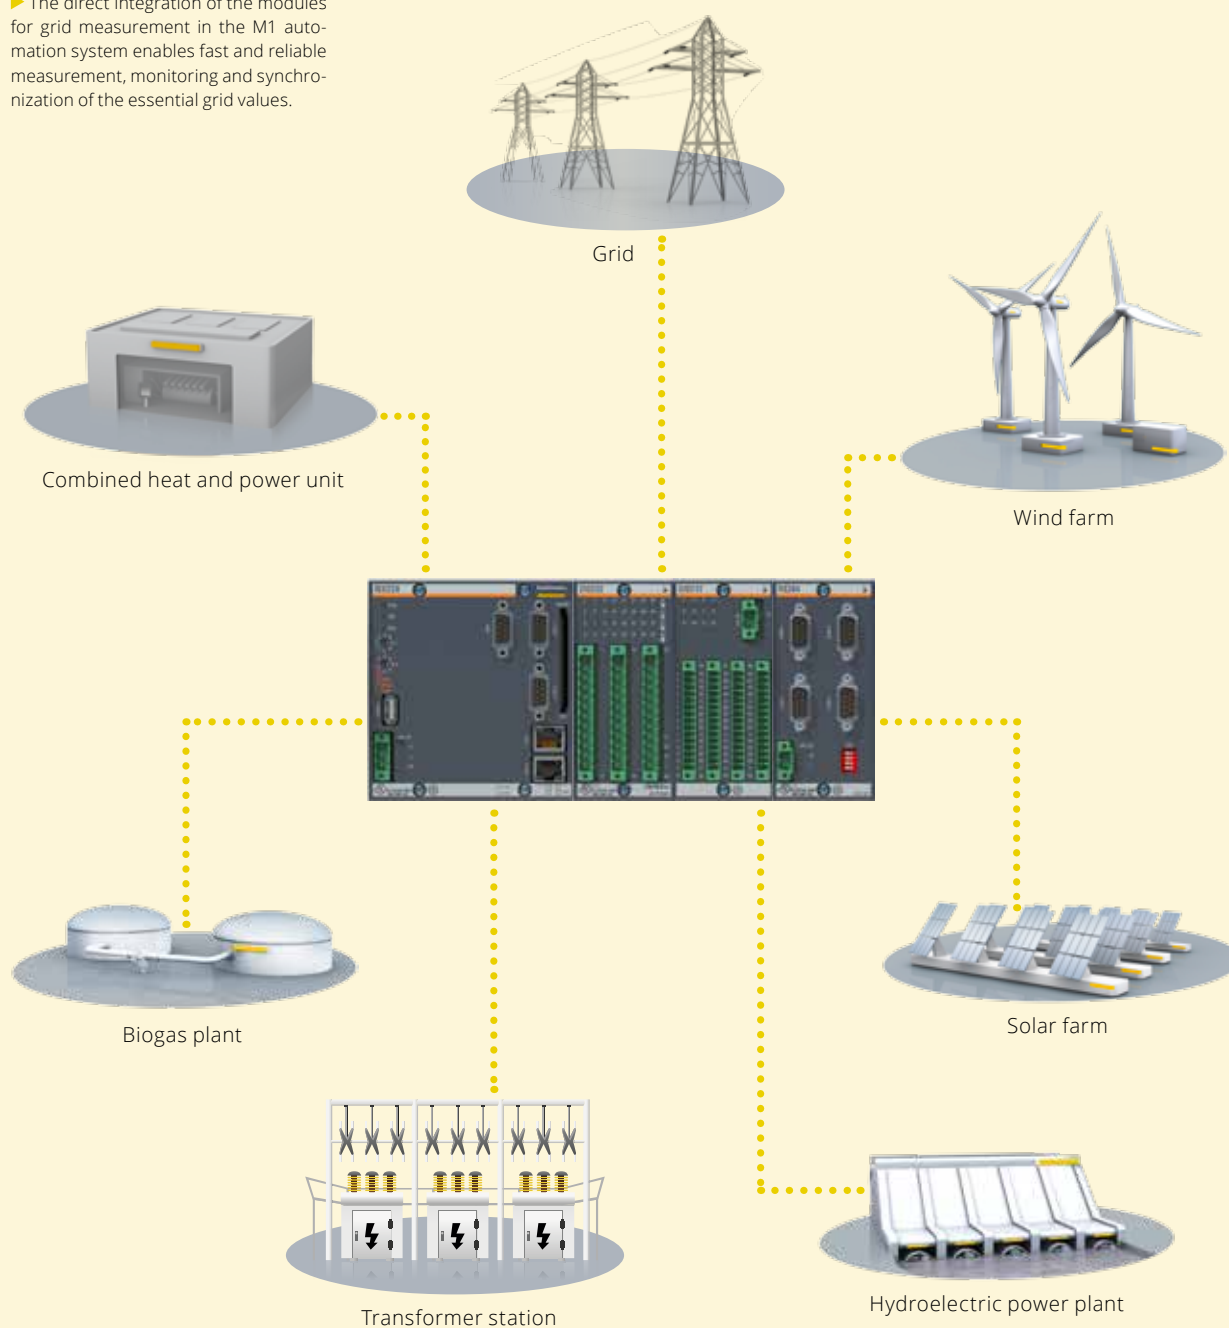 ▶ The direct integration of the modules
for grid measurement in the M1 auto-
mation system enables fast and reliable
measurement, monitoring and synchro-
nization of the essential grid values.
Grid
Combined heat and power unit
Wind farm
Biogas plant
Solar farm
Transformer station
Hydroelectric power plant